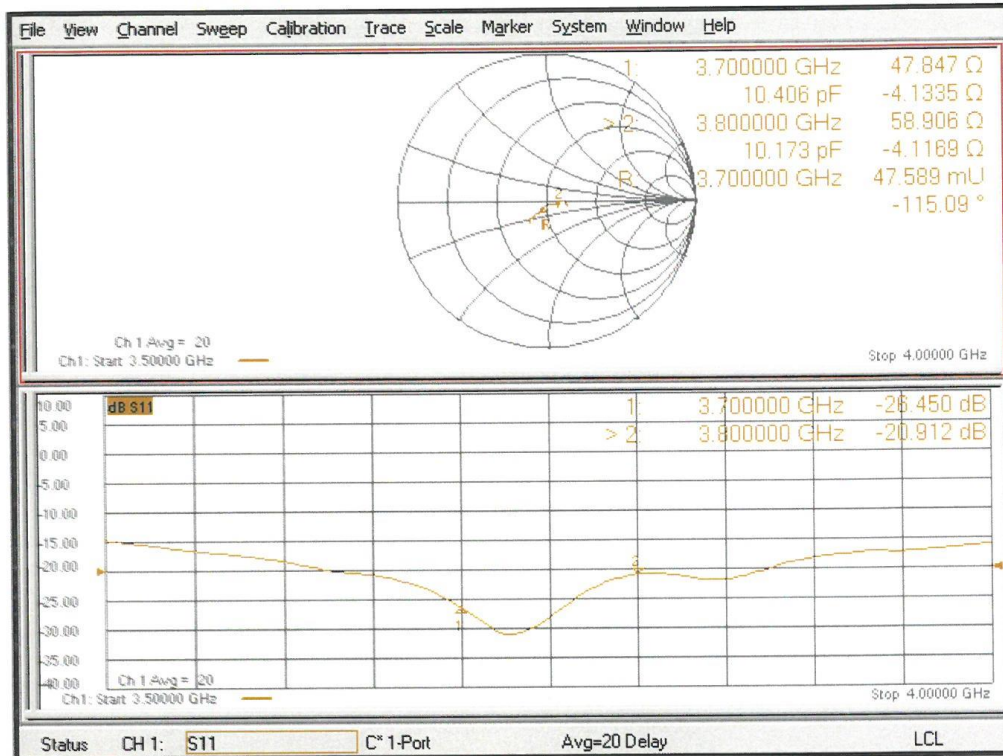 File View Channel Sweep Calibration Trace Scale Marker System Window Help
1: 3.700000 GHz 47.847 Ω
10.406 pF -4.1335 Ω
> 2: 3.800000 GHz 58.906 Ω
10.173 pF -4.1169 Ω
R: 3.700000 GHz 47.589 mU
-115.09 °
2
R
Ch 1 Avg = 20
Ch1: Start 3.50000 GHz
Stop 4.00000 GHz
10.00
dB S11
1: 3.700000 GHz -26.450 dB
> 2: 3.800000 GHz -20.912 dB
5.00
0.00
-5.00
-10.00
-15.00
-20.00
-25.00
-30.00
-35.00
-40.00
2
1
Ch 1 Avg = 20
Ch1: Start 3.50000 GHz
Stop 4.00000 GHz
Status CH 1: S11 C* 1-Port Avg=20 Delay LCL